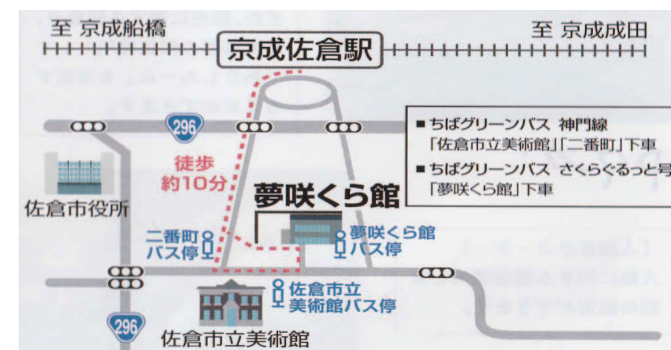 至 京成船橋
至 京成成田
京成佐倉駅
296
■ちばグリーンバス 神門線
「佐倉市立美術館」「二番町」下車
■ちばグリーンバス さくらぐるっと号
「夢咲くら館」下車
徒歩
約10分
佐倉市役所
夢咲くら館
二番町
バス停
夢咲くら館
バス停
佐倉市立
美術館バス停
296
佐倉市立美術館